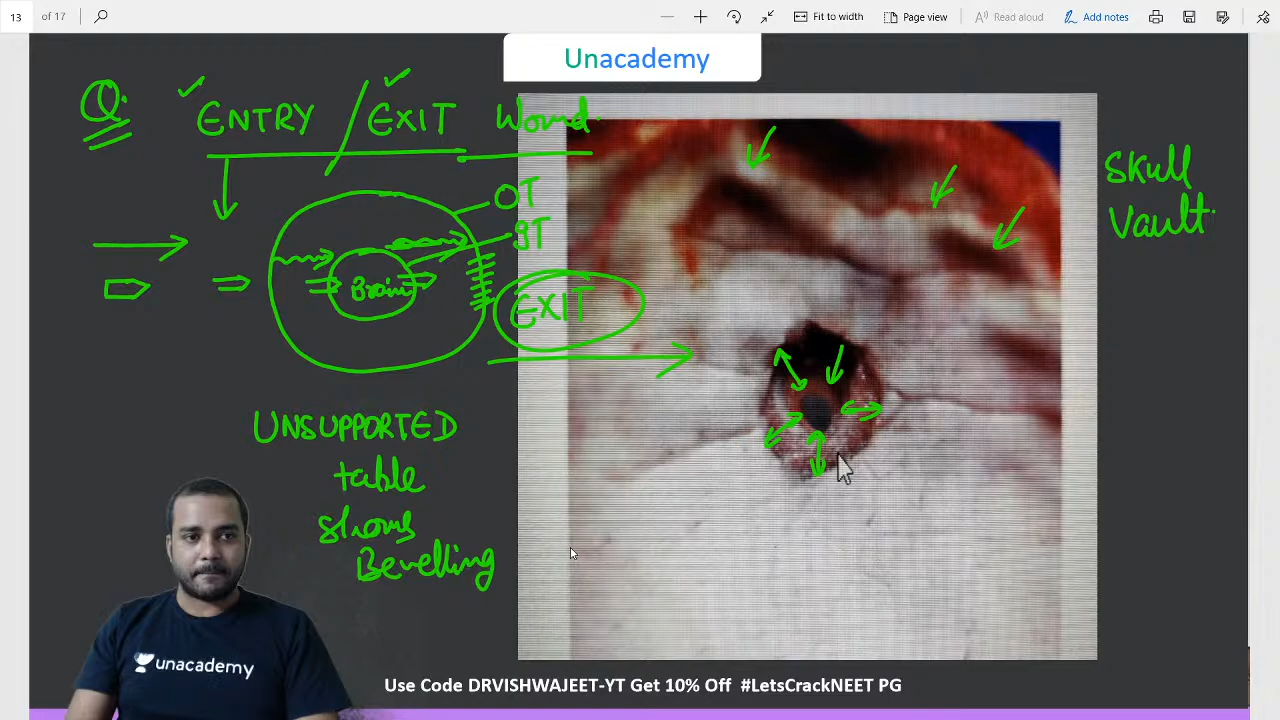 13 of 17
Fit to width
Page view
Read aloud
Add notes
Unacademy
Q. ENTRY / EXIT Wound.
Skull
Vault
OT
IT
Brain
EXIT
UNSUPPORTED
table
shows
Bevelling
unacademy
Use Code DRVISHWAJEET-YT Get 10% Off #LetsCrackNEET PG